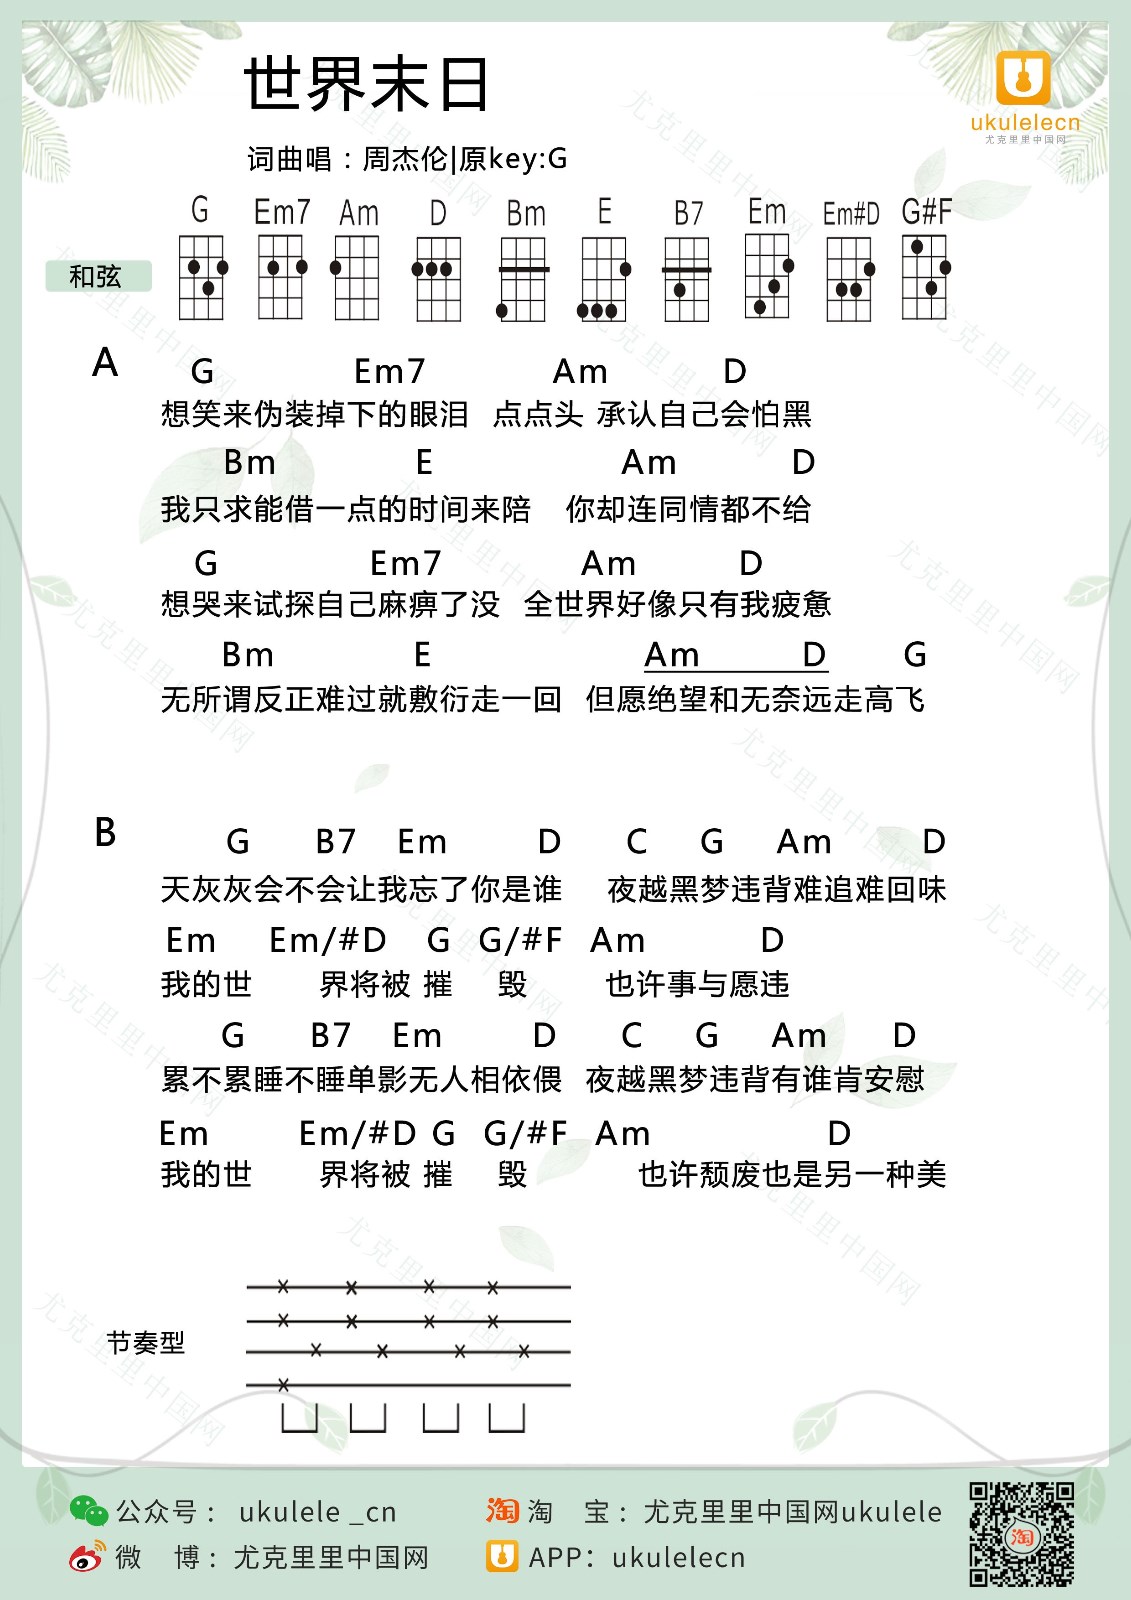 世界末日
ukulelecn
尤克里里中国网
词曲唱：周杰伦|原key:G
G Em7 Am D Bm E B7 Em Em#D G#F
和弦
A
G Em7 Am D
想笑来伪装掉下的眼泪 点点头 承认自己会怕黑
Bm E Am D
我只求能借一点的时间来陪 你却连同情都不给
G Em7 Am D
想哭来试探自己麻痹了没 全世界好像只有我疲惫
Bm E Am D G
无所谓反正难过就敷衍走一回 但愿绝望和无奈远走高飞
B
G B7 Em D C G Am D
天灰灰会不会让我忘了你是谁 夜越黑梦违背难追难回味
Em Em/#D G G/#F Am D
我的世 界将被 摧 毁 也许事与愿违
G B7 Em D C G Am D
累不累睡不睡单影无人相依偎 夜越黑梦违背有谁肯安慰
Em Em/#D G G/#F Am D
我的世 界将被 摧 毁 也许颓废也是另一种美
节奏型
公众号： ukulele _cn
淘 淘 宝：尤克里里中国网ukulele
微 博：尤克里里中国网
APP：ukulelecn
淘